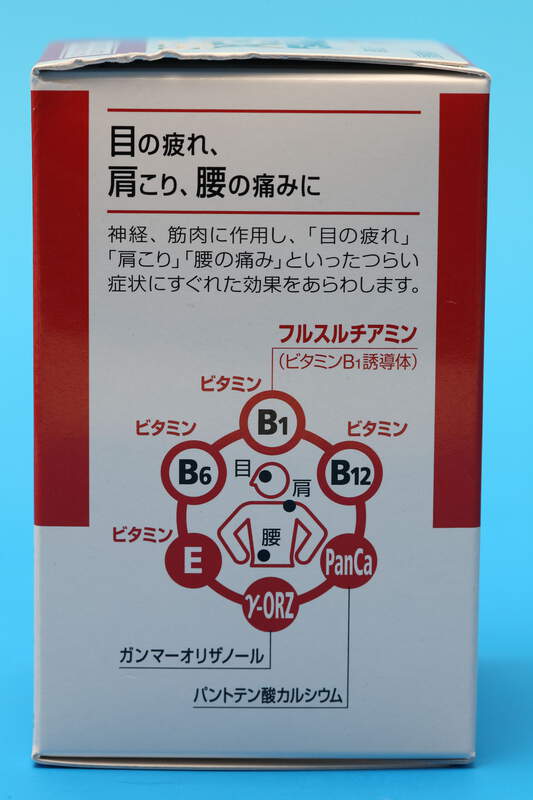 目の疲れ、
肩こり、腰の痛みに
神経、筋肉に作用し、「目の疲れ」
「肩こり」「腰の痛み」といったつらい
症状にすぐれた効果をあらわします。
フルスルチアミン
(ビタミンB1誘導体)
ビタミン
B1
ビタミン
B6
ビタミン
B12
目
肩
腰
ビタミン
E
PanCa
γ-ORZ
ガンマーオリザノール
パントテン酸カルシウム